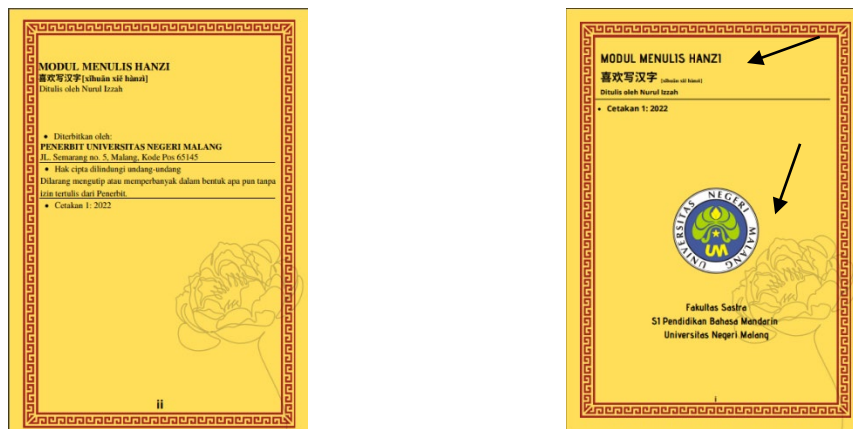 MODUL MENULIS HANZI
喜欢写汉字[xǐhuān xiě hànzì]
Ditulis oleh Nurul Izzah
• Diterbitkan oleh:
PENERBIT UNIVERSITAS NEGERI MALANG
JL. Semarang no. 5, Malang, Kode Pos 65145
• Hak cipta dilindungi undang-undang
Dilarang mengutip atau memperbanyak dalam bentuk apa pun tanpa
izin tertulis dari Penerbit.
• Cetakan 1: 2022
ii
MODUL MENULIS HANZI
喜欢写汉字 [xǐhuān xiě hànzì]
Ditulis oleh Nurul Izzah
• Cetakan 1: 2022
UNIVERSITAS NEGERI MALANG
UM
Fakultas Sastra
S1 Pendidikan Bahasa Mandarin
Universitas Negeri Malang
i